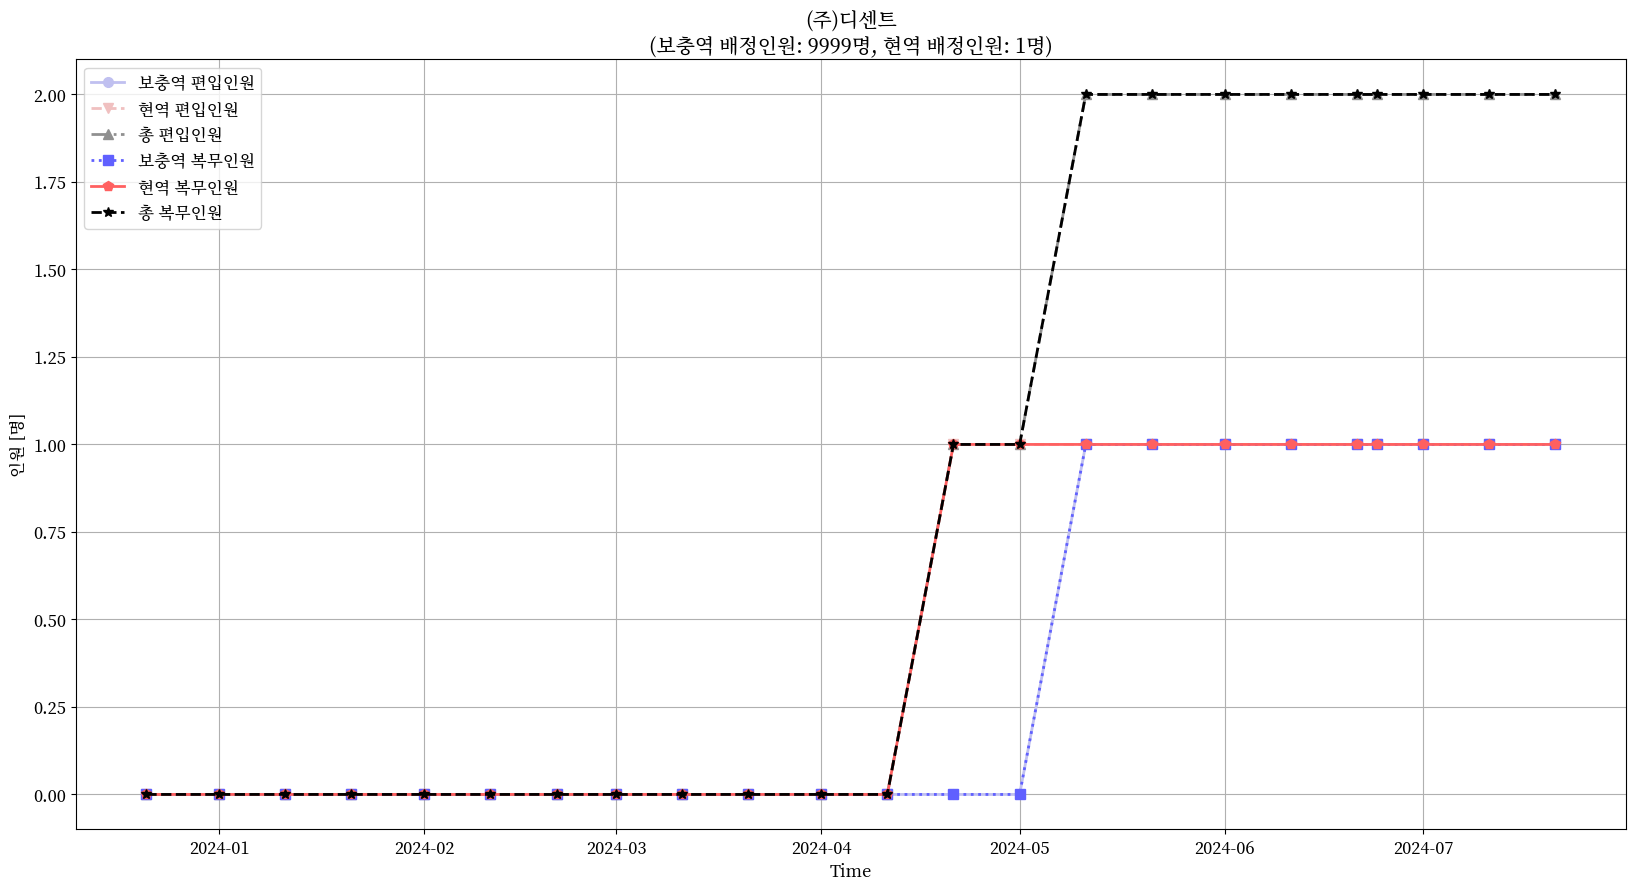 (주)디센트
(보충역 배정인원: 9999명, 현역 배정인원: 1명)
보충역 편입인원
현역 편입인원
총 편입인원
보충역 복무인원
현역 복무인원
총 복무인원
2.00
1.75
1.50
1.25
1.00
0.75
0.50
0.25
0.00
인원 [명]
2024-01 2024-02 2024-03 2024-04 2024-05 2024-06 2024-07
Time